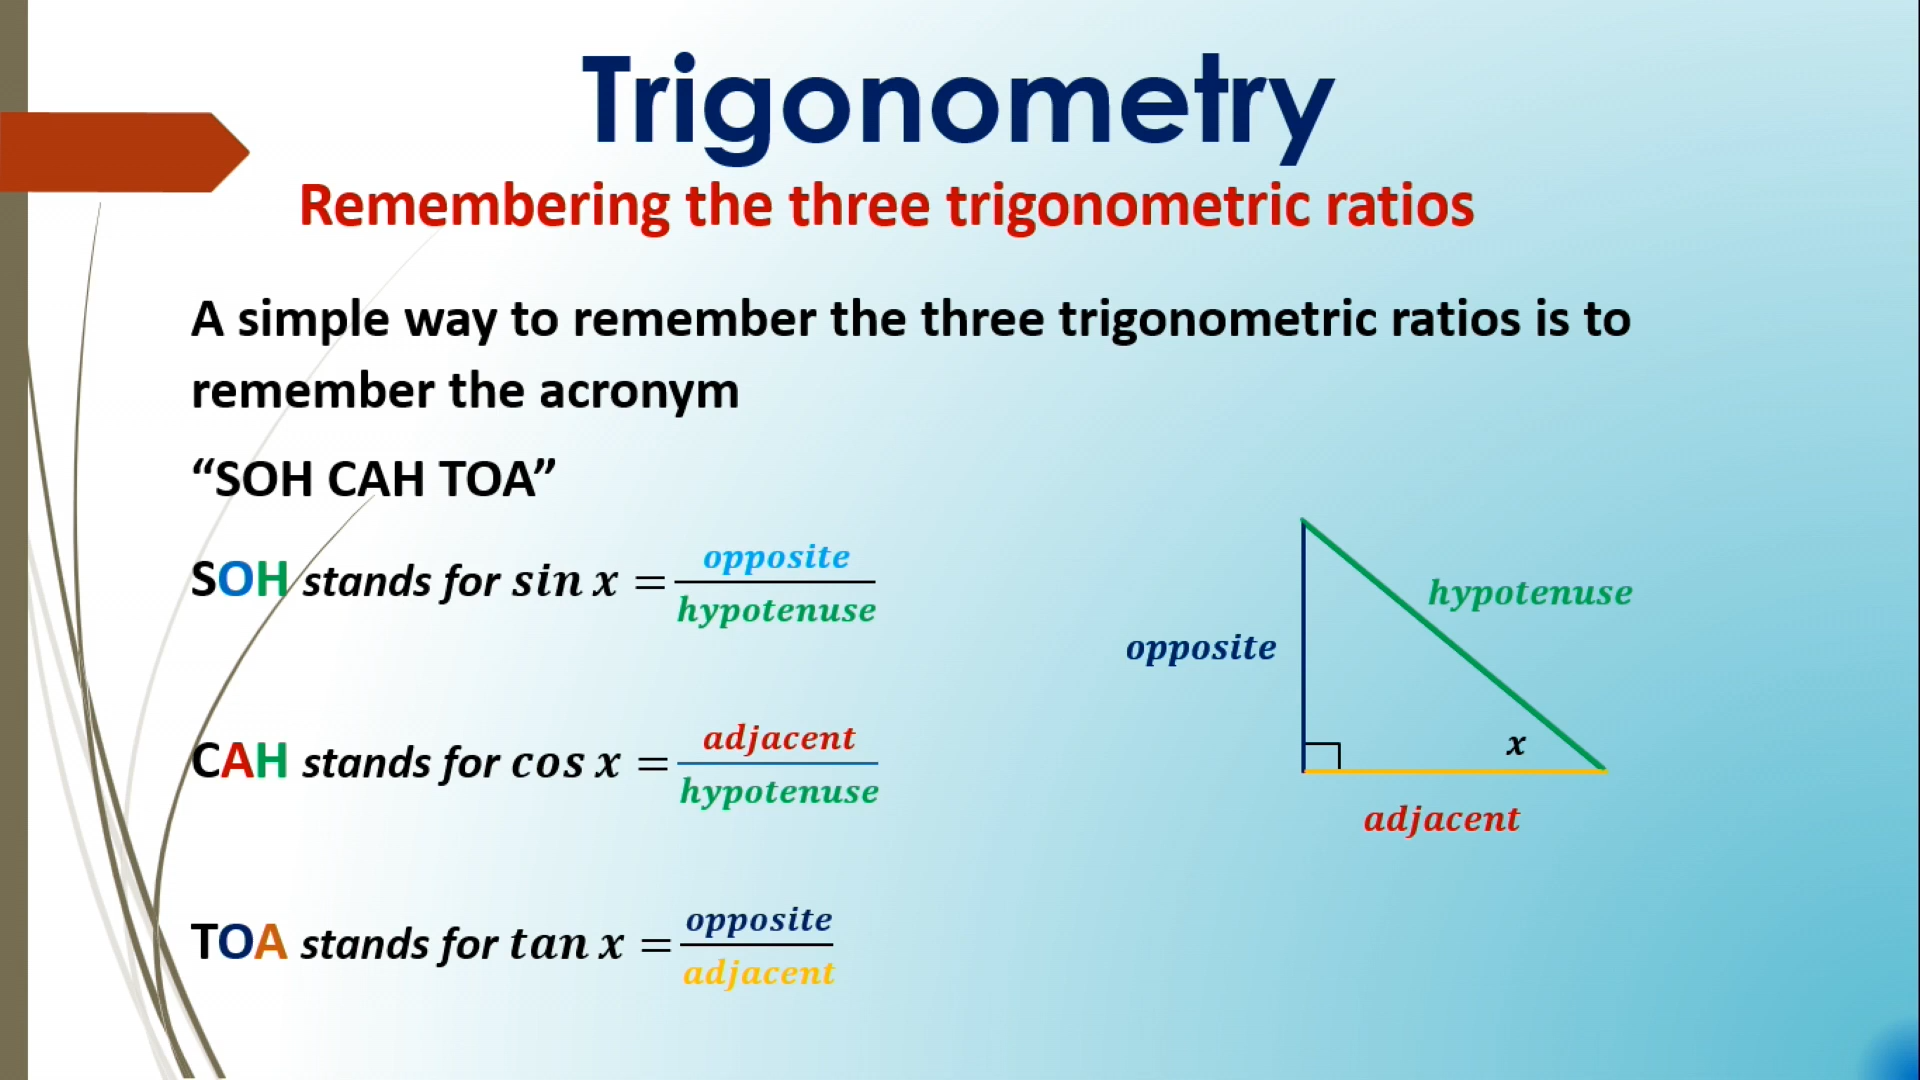 Trigonometry
Remembering the three trigonometric ratios
A simple way to remember the three trigonometric ratios is to
remember the acronym
“SOH CAH TOA”
SOH stands for sin x = opposite/hypotenuse
CAH stands for cos x = adjacent/hypotenuse
TOA stands for tan x = opposite/adjacent
hypotenuse
opposite
x
adjacent